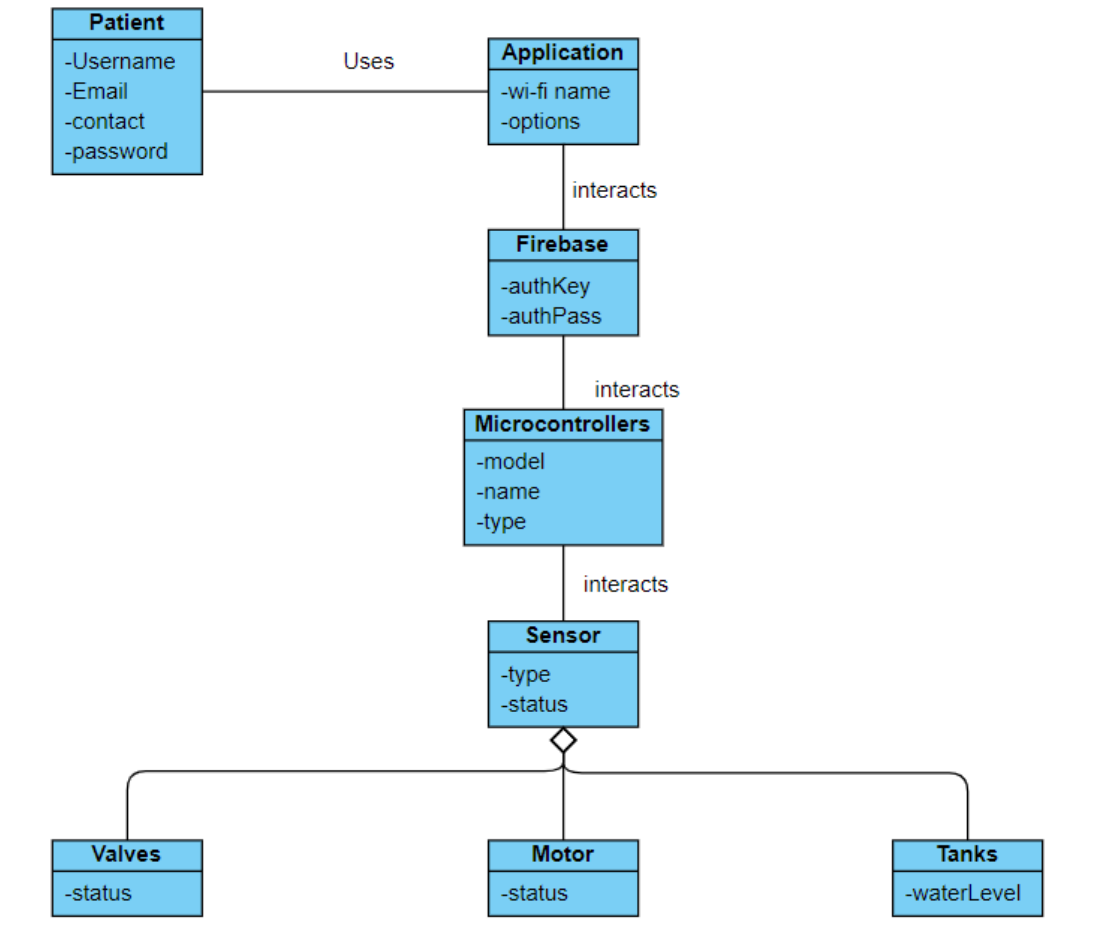 Patient
-Username
-Email
-contact
-password
Uses
Application
-wi-fi name
-options
interacts
Firebase
-authKey
-authPass
interacts
Microcontrollers
-model
-name
-type
interacts
Sensor
-type
-status
Valves
-status
Motor
-status
Tanks
-waterLevel